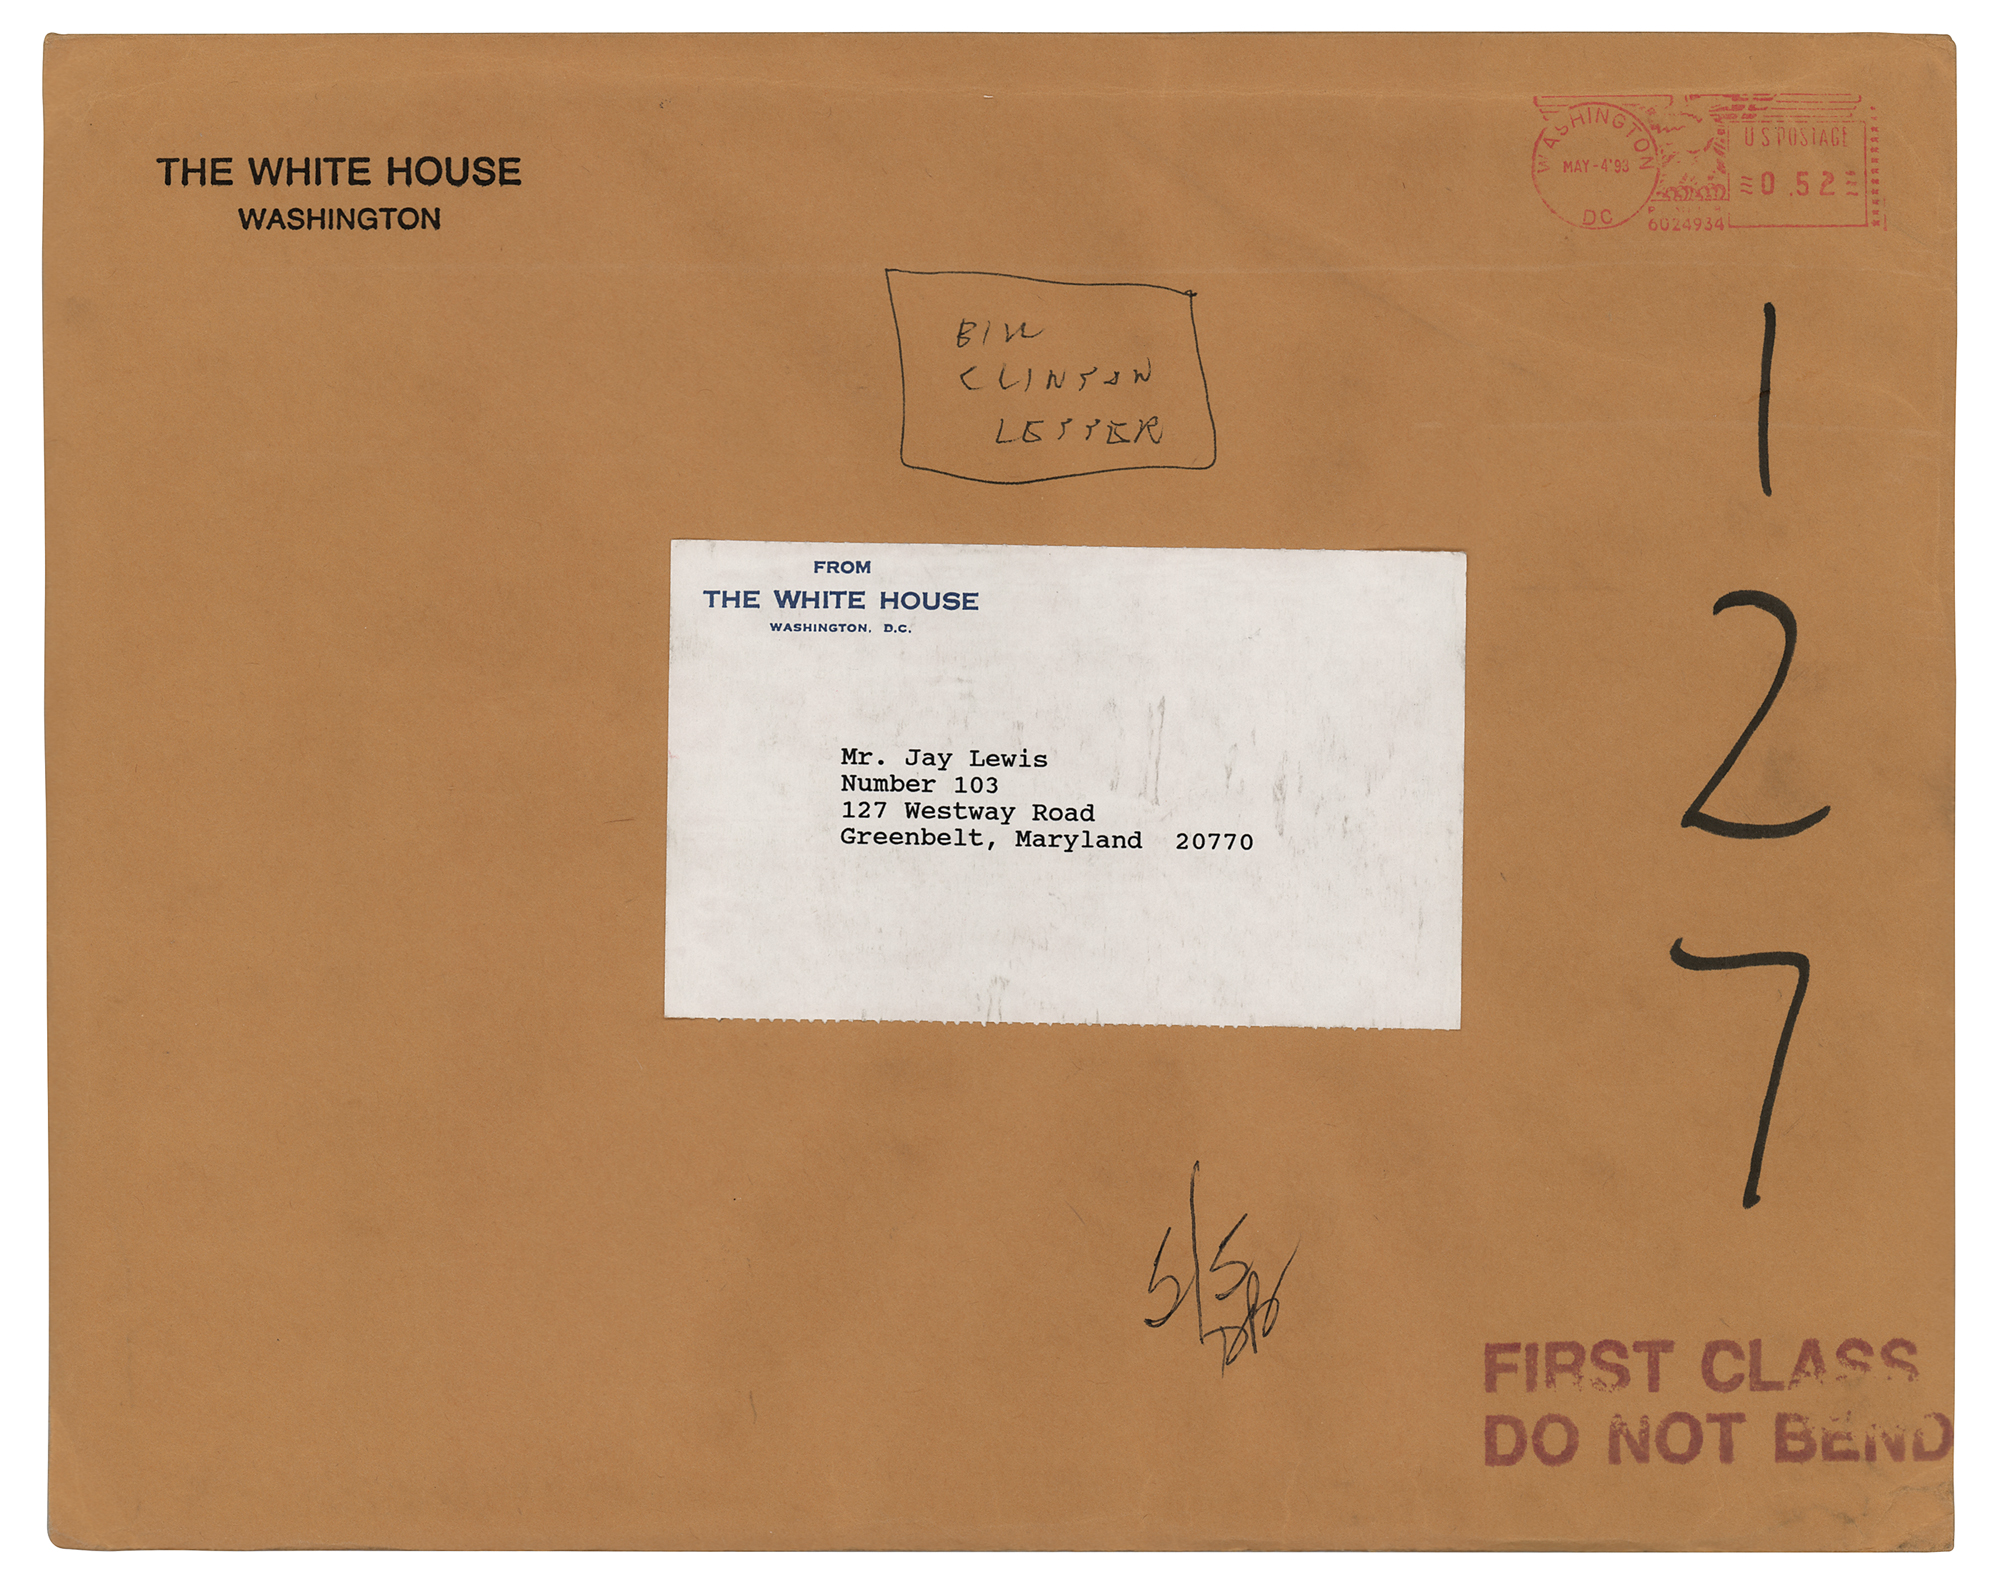 THE WHITE HOUSE
WASHINGTON
WASHINGTON
MAY -4'93
DC
6024934
U.S. POSTAGE
0.52
BILL
CLINTON
LETTER
1
2
7
FROM
THE WHITE HOUSE
WASHINGTON, D.C.
Mr. Jay Lewis
Number 103
127 Westway Road
Greenbelt, Maryland 20770
5/5
FIRST CLASS
DO NOT BEND